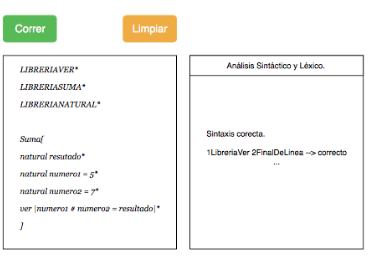 Correr
Limpiar
LIBRERIAVER*
LIBRERIASUMA*
LIBRERIANATURAL*
Suma[
natural resutado*
natural numero1 = 5*
natural numero2 = 7*
ver |numero1 # numero2 = resultado|*
]
Análisis Sintáctico y Léxico.
Sintaxis corecta.
1LibreriaVer 2FinalDeLinea --> correcto
...